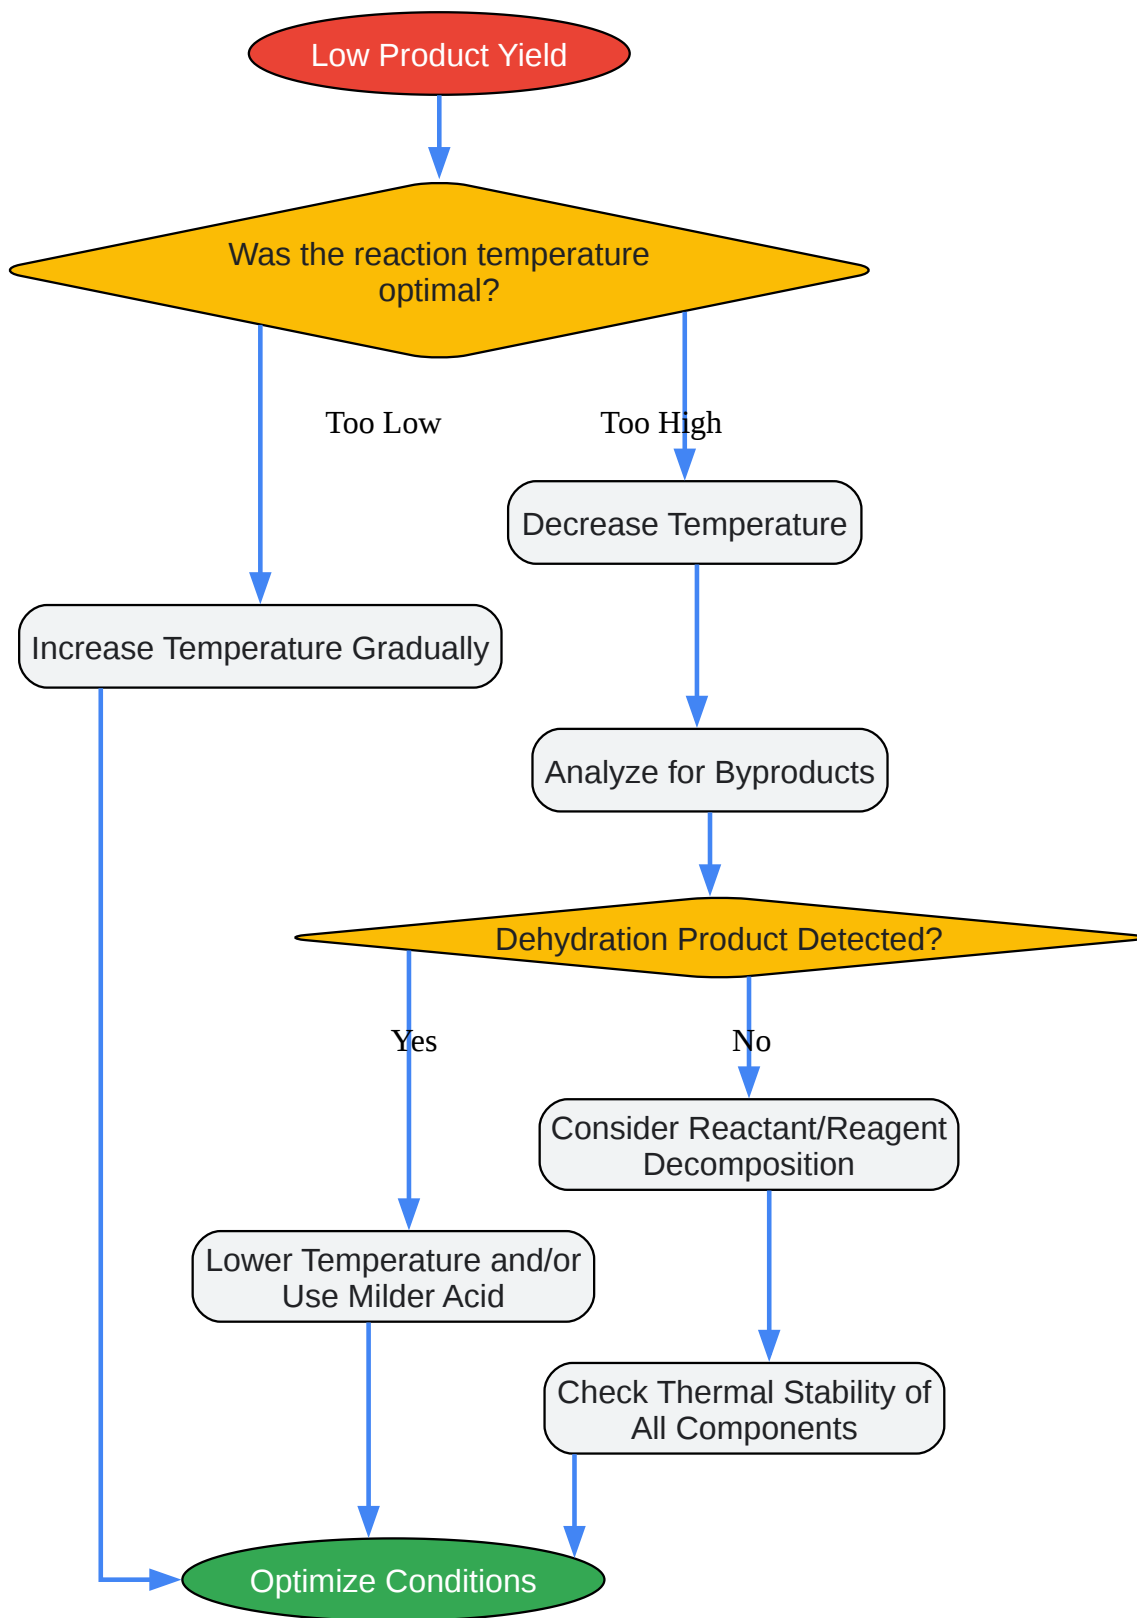 Low Product Yield
Was the reaction temperature
optimal?
Too Low
Too High
Decrease Temperature
Increase Temperature Gradually
Analyze for Byproducts
Dehydration Product Detected?
Yes
No
Consider Reactant/Reagent
Decomposition
Lower Temperature and/or
Use Milder Acid
Check Thermal Stability of
All Components
Optimize Conditions